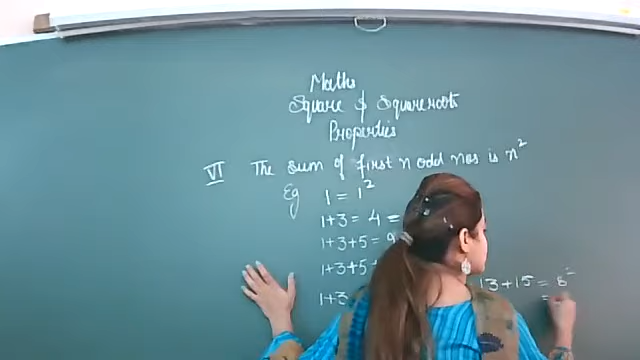 Maths
Square & Squareroots
Properties
VI The sum of first n odd nos is n²
Eg 1 = 1²
1+3 = 4 =
1+3+5 = 9
1+3+5+
1+3 13+15 = 8²
=